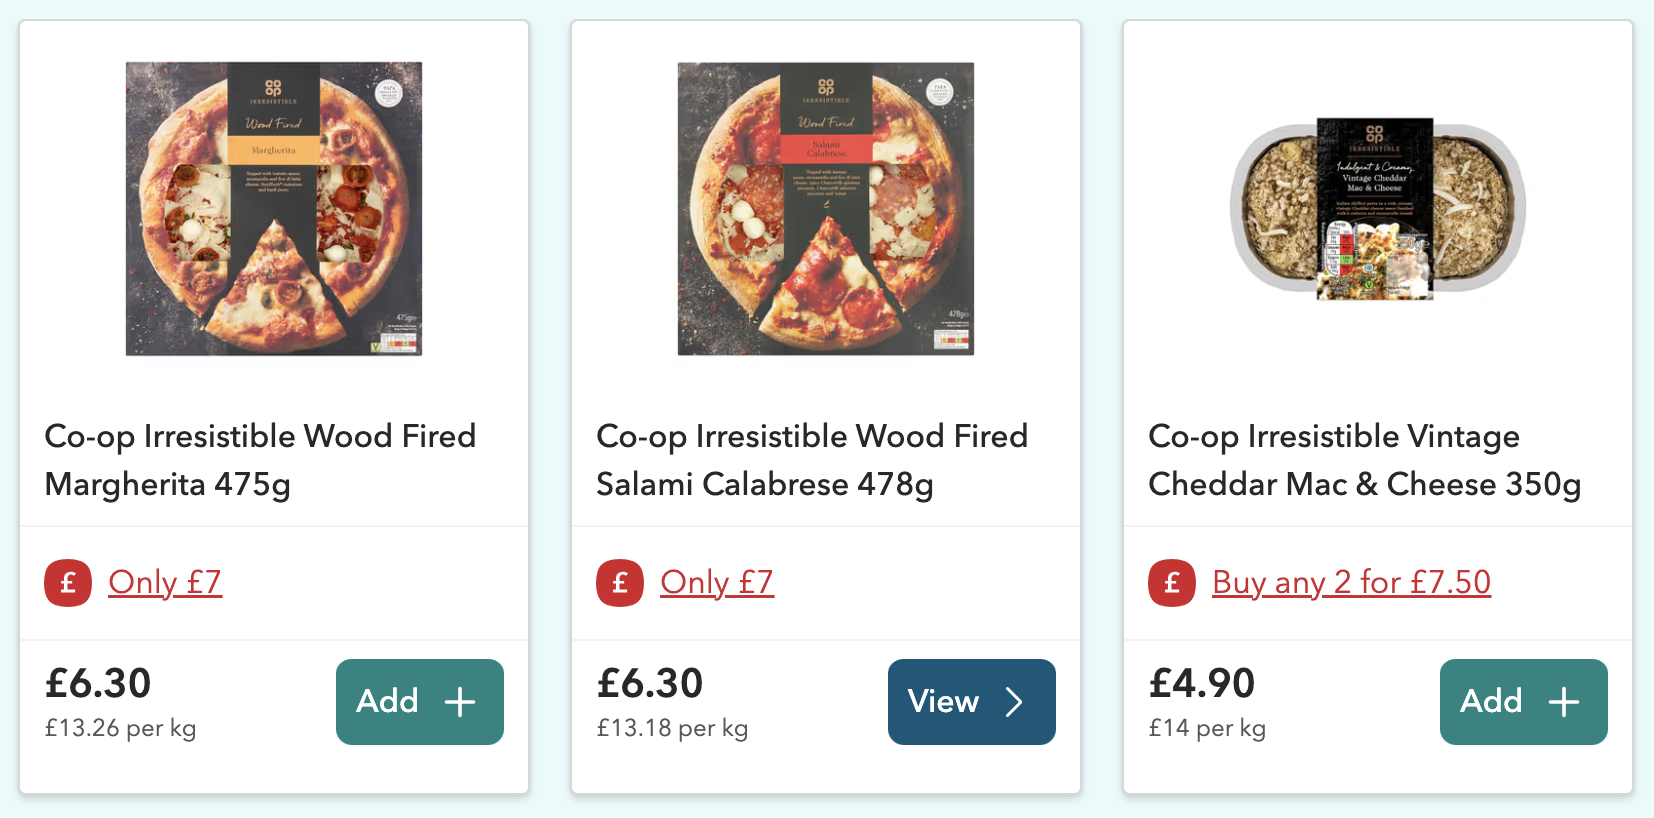 CO
OP
IRRESISTIBLE
Wood Fired
Margherita
475g
Co-op Irresistible Wood Fired
Margherita 475g
£ Only £7
£6.30
£13.26 per kg
Add +
CO
OP
IRRESISTIBLE
Wood Fired
Salami
Calabrese
478g
Co-op Irresistible Wood Fired
Salami Calabrese 478g
£ Only £7
£6.30
£13.18 per kg
View >
CO
OP
IRRESISTIBLE
Indulgent & Creamy
Vintage Cheddar
Mac & Cheese
Co-op Irresistible Vintage
Cheddar Mac & Cheese 350g
£ Buy any 2 for £7.50
£4.90
£14 per kg
Add +